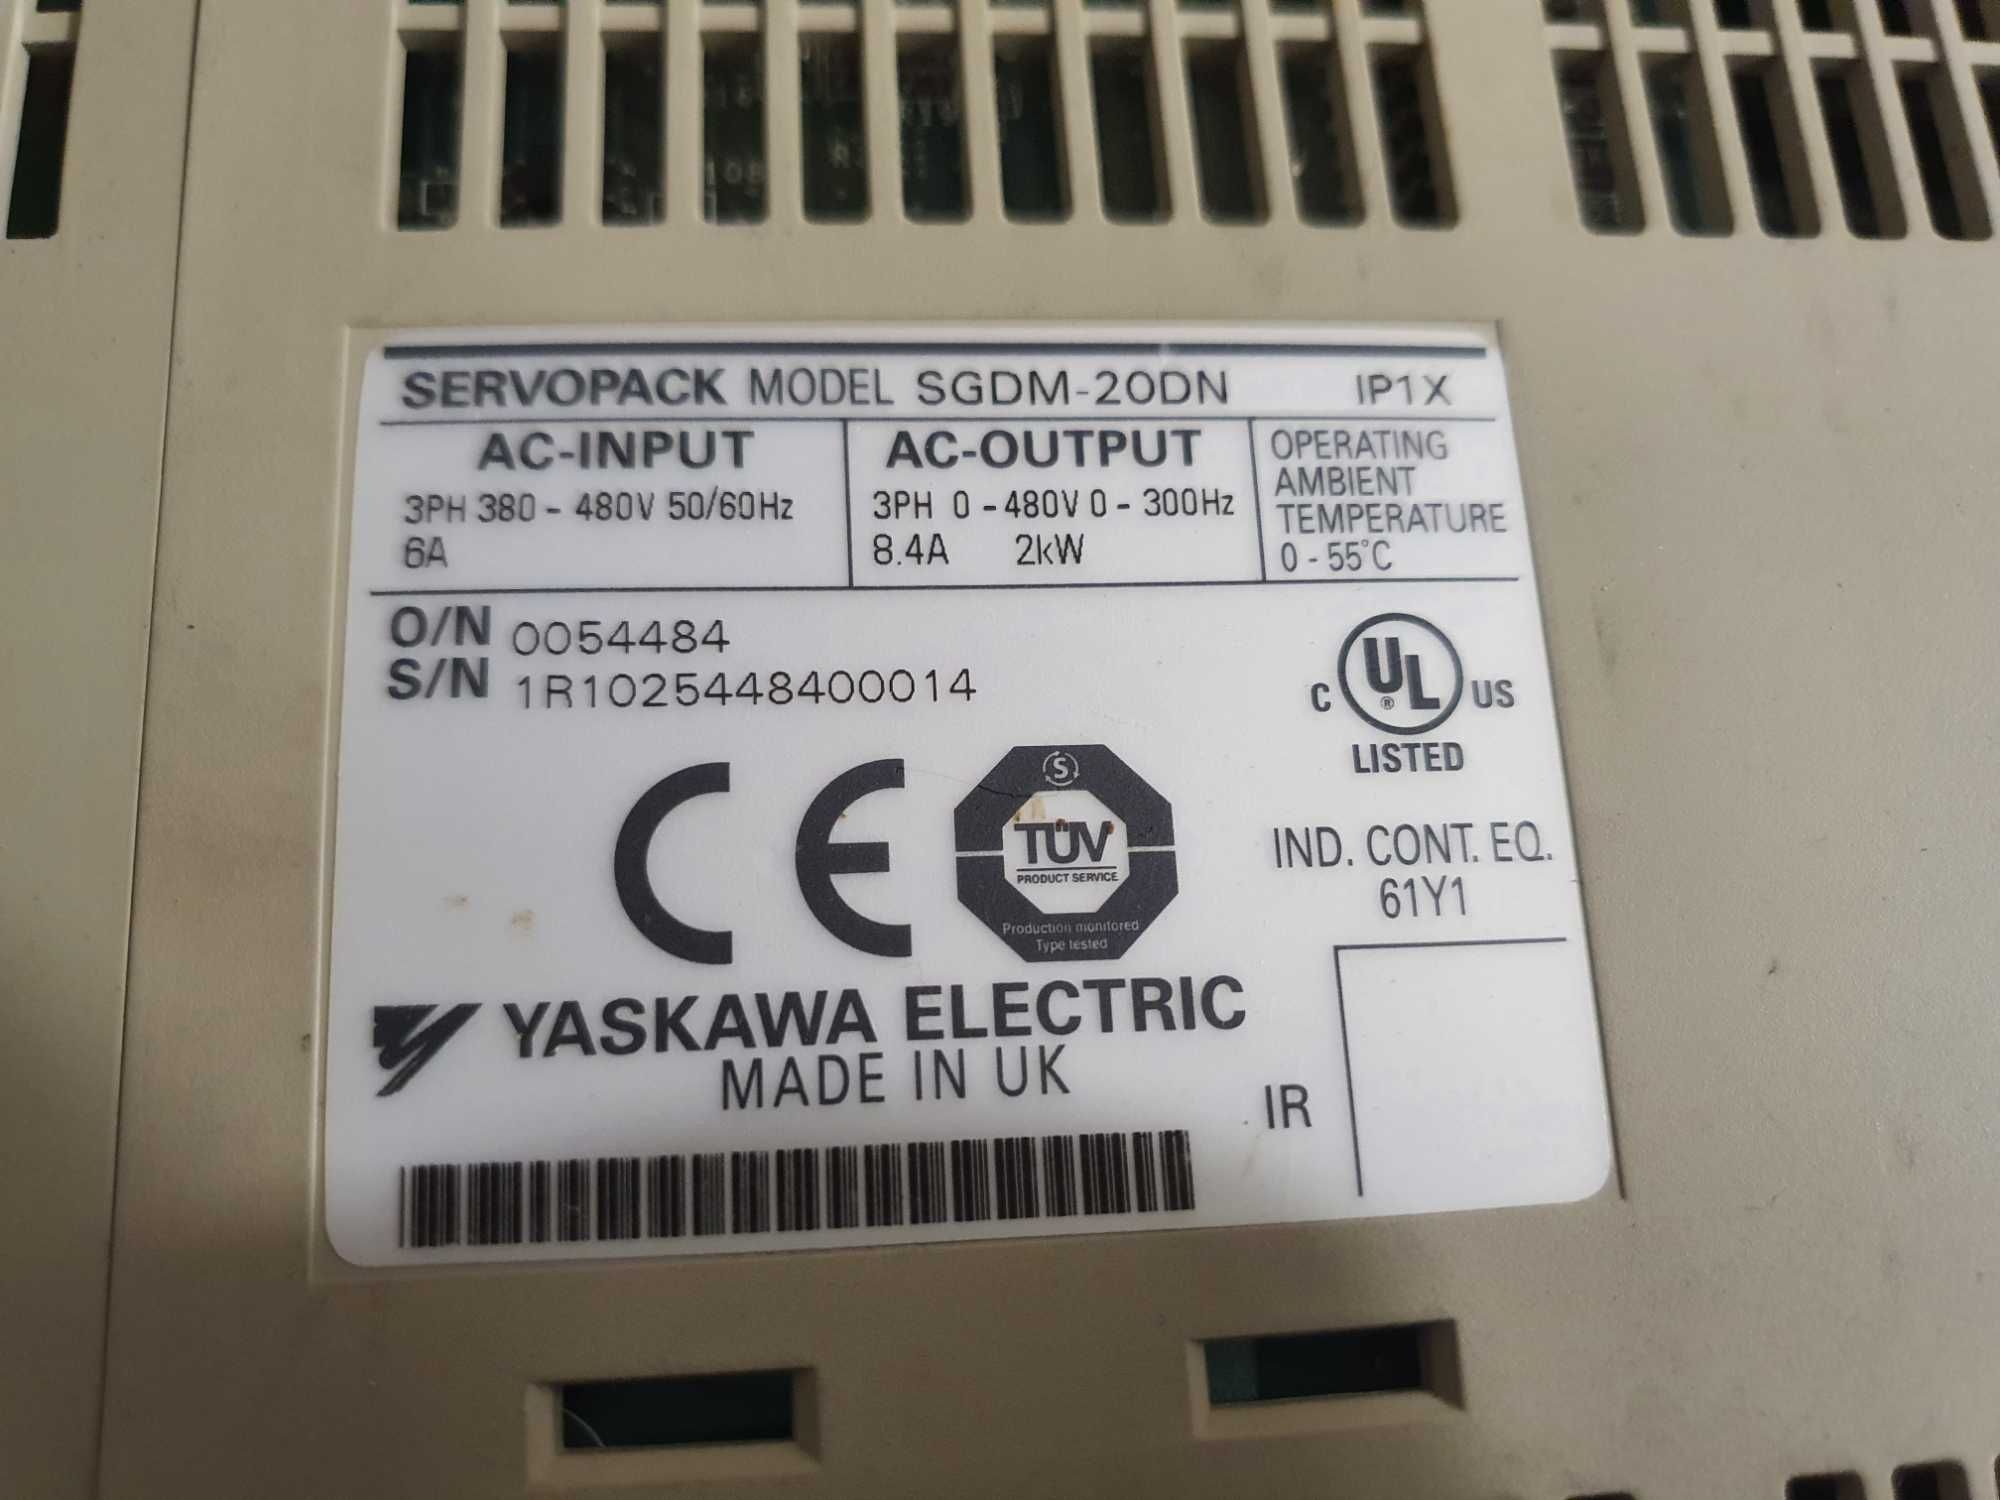 SERVOPACK MODEL SGDM-20DN IP1X
AC-INPUT
3PH 380 - 480V 50/60Hz
6A
AC-OUTPUT
3PH 0 - 480V 0 - 300Hz
8.4A 2kW
OPERATING
AMBIENT
TEMPERATURE
0 - 55°C
O/N 0054484
S/N 1R1025448400014
C UL ® US
LISTED
IND. CONT. EQ.
61Y1
CE
S
TÜV
PRODUCT SERVICE
Production monitored
Type tested
YASKAWA ELECTRIC
MADE IN UK
IR